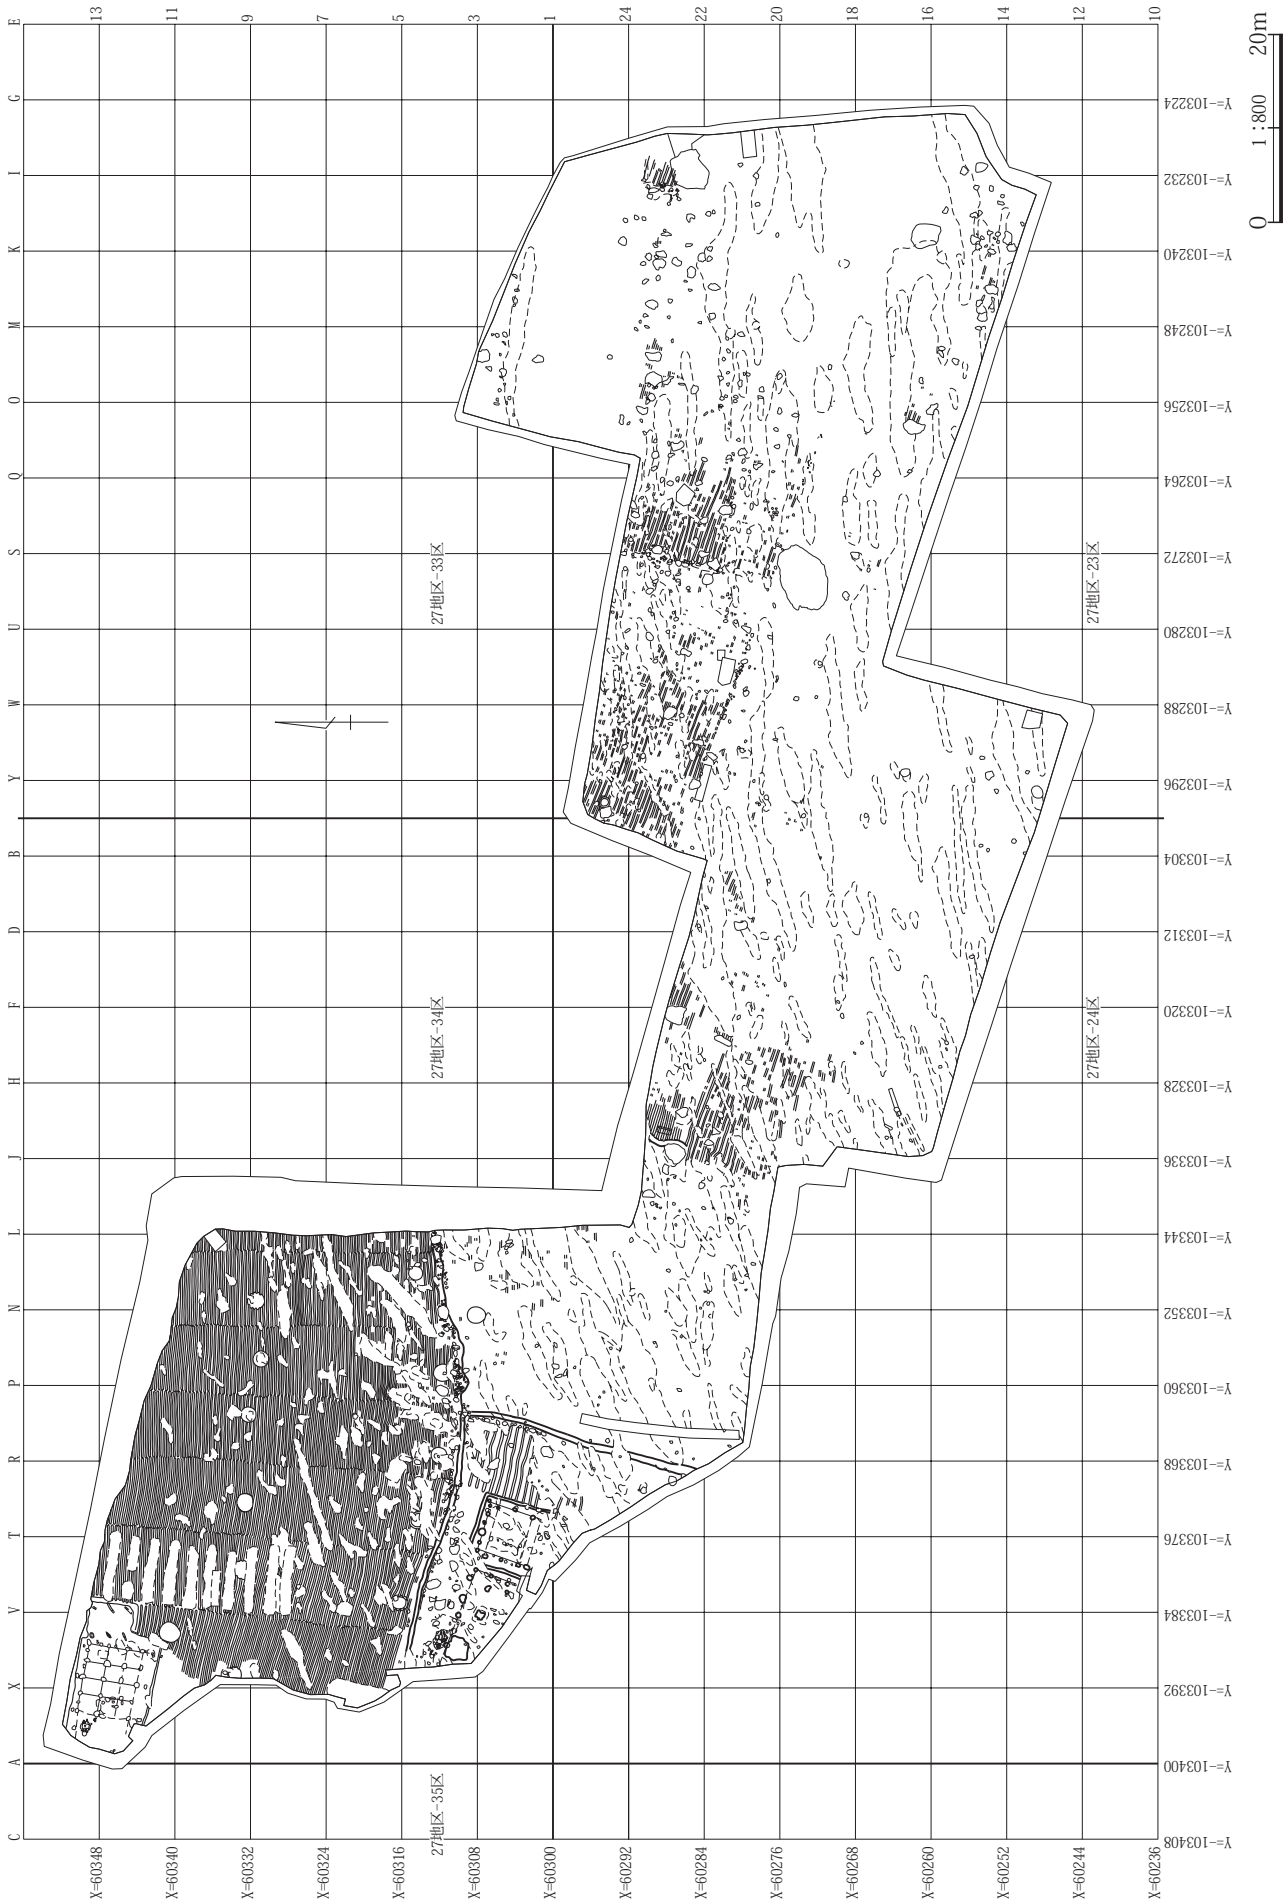 E
G
I
K
M
O
Q
S
U
W
Y
B
D
F
H
J
L
N
P
R
T
V
X
A
C
13
11
9
7
5
3
1
24
22
20
18
16
14
12
10
Y=-103224
Y=-103232
Y=-103240
Y=-103248
Y=-103256
Y=-103264
Y=-103272
Y=-103280
Y=-103288
Y=-103296
Y=-103304
Y=-103312
Y=-103320
Y=-103328
Y=-103336
Y=-103344
Y=-103352
Y=-103360
Y=-103368
Y=-103376
Y=-103384
Y=-103392
Y=-103400
Y=-103408
X=60348
X=60340
X=60332
X=60324
X=60316
X=60308
X=60300
X=60292
X=60284
X=60276
X=60268
X=60260
X=60252
X=60244
X=60236
27地区-33区
27地区-34区
27地区-35区
27地区-23区
27地区-24区
0 1:800 20m